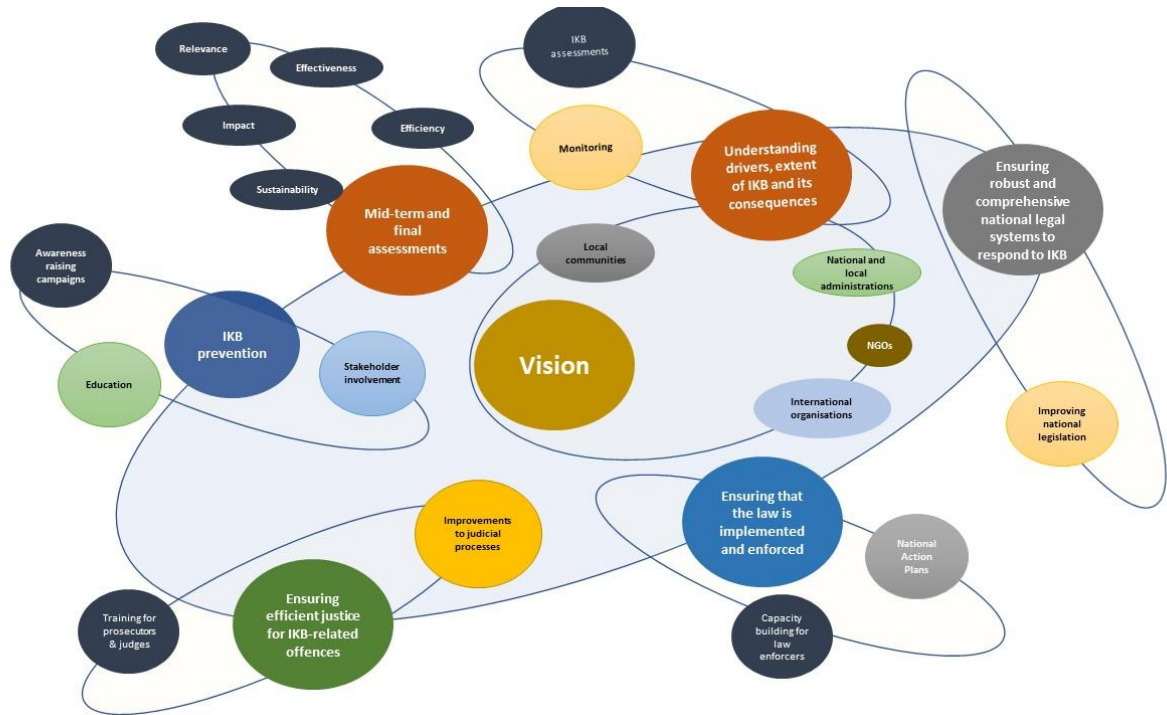 IKB
assessments
Relevance
Effectiveness
Impact
Efficiency
Monitoring
Sustainability
Understanding
drivers, extent
of IKB and its
consequences
Ensuring
robust and
comprehensive
national legal
systems to
respond to IKB
Mid-term and
final
assessments
Local
communities
Awareness
raising
campaigns
National and
local
administrations
IKB
prevention
NGOs
Vision
Stakeholder
involvement
Education
International
organisations
Improving
national
legislation
Ensuring that
the law is
implemented
and enforced
Improvements
to judicial
processes
National
Action
Plans
Ensuring
efficient justice
for IKB-related
offences
Training for
prosecutors
& judges
Capacity
building for
law
enforcers